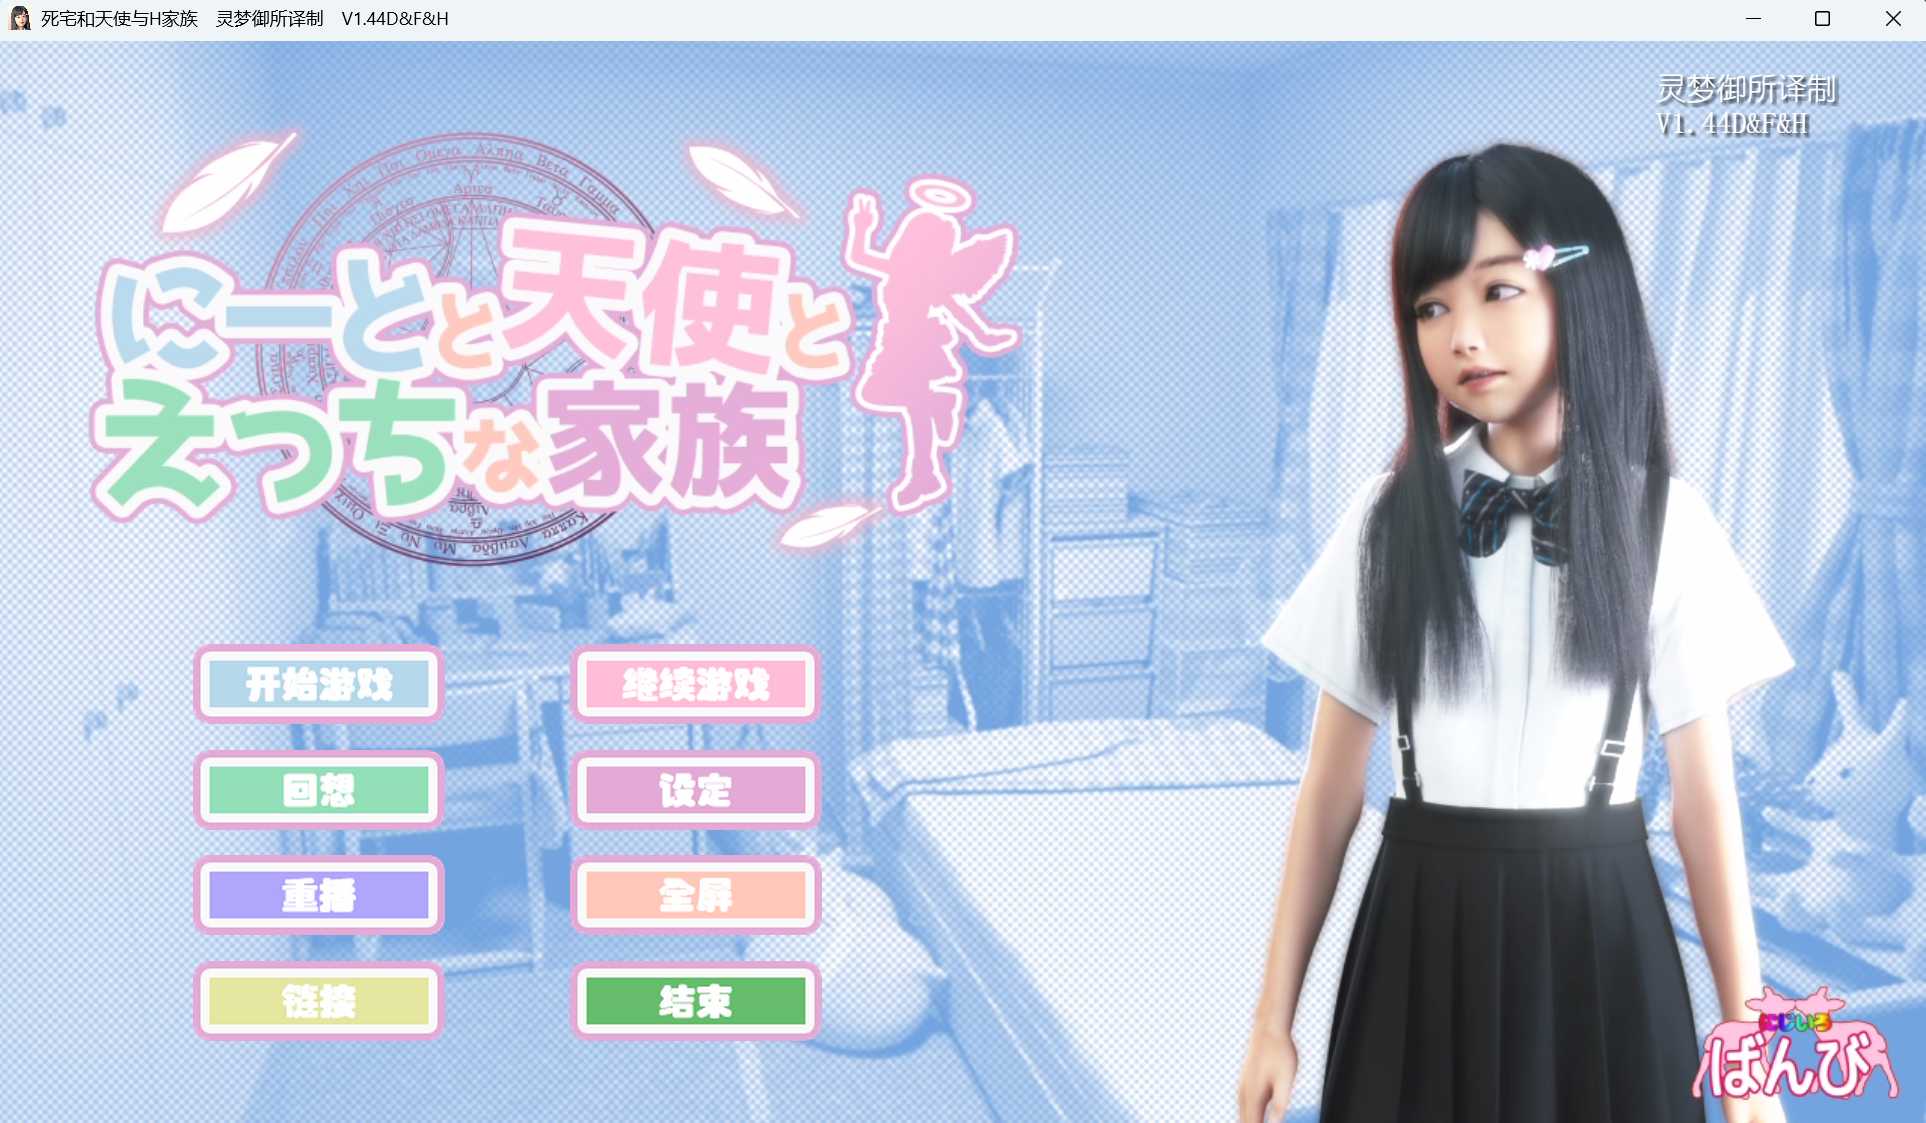 死宅和天使与H家族 灵梦御所译制 V1.44D&F&H
灵梦御所译制
V1.44D&F&H
にーとと天使と
えっちな家族
开始游戏
继续游戏
回想
设定
重播
全屏
链接
结束
にじいろ
ばんび